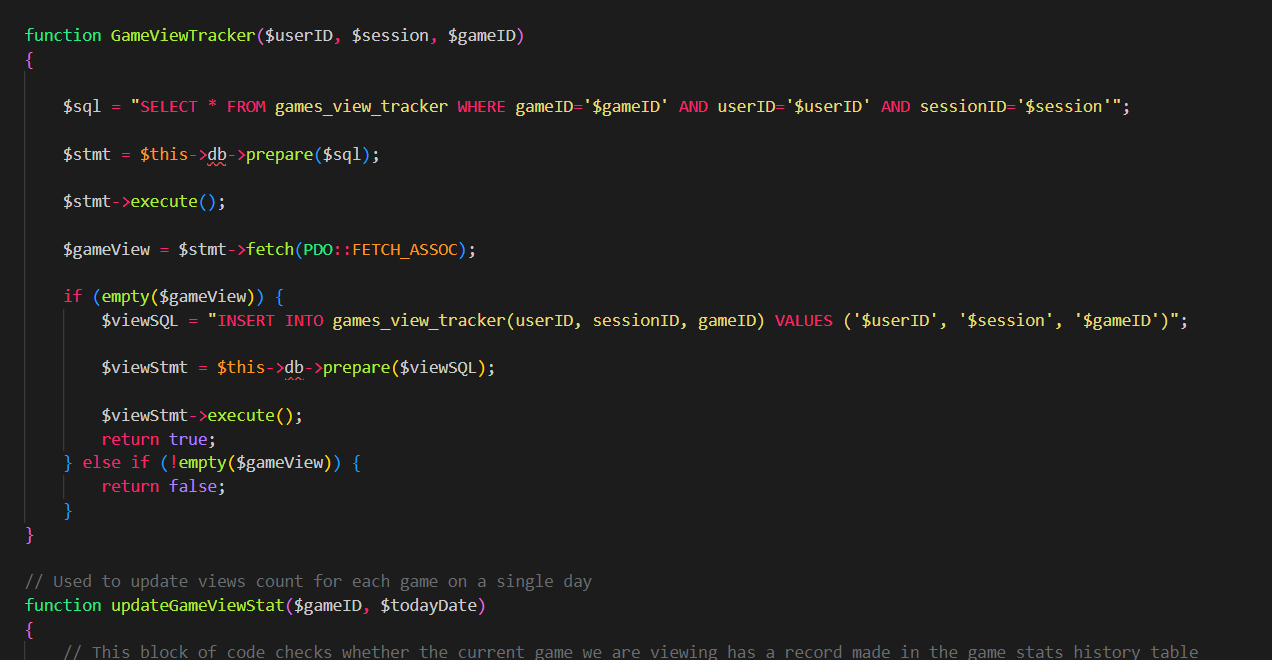 function GameViewTracker($userID, $session, $gameID)
{
$sql = "SELECT * FROM games_view_tracker WHERE gameID='$gameID' AND userID='$userID' AND sessionID='$session'";
$stmt = $this->db->prepare($sql);
$stmt->execute();
$gameView = $stmt->fetch(PDO::FETCH_ASSOC);
if (empty($gameView)) {
$viewSQL = "INSERT INTO games_view_tracker(userID, sessionID, gameID) VALUES ('$userID', '$session', '$gameID')";
$viewStmt = $this->db->prepare($viewSQL);
$viewStmt->execute();
return true;
} else if (!empty($gameView)) {
return false;
}
}
// Used to update views count for each game on a single day
function updateGameViewStat($gameID, $todayDate)
{
// This block of code checks whether the current game we are viewing has a record made in the game stats history table